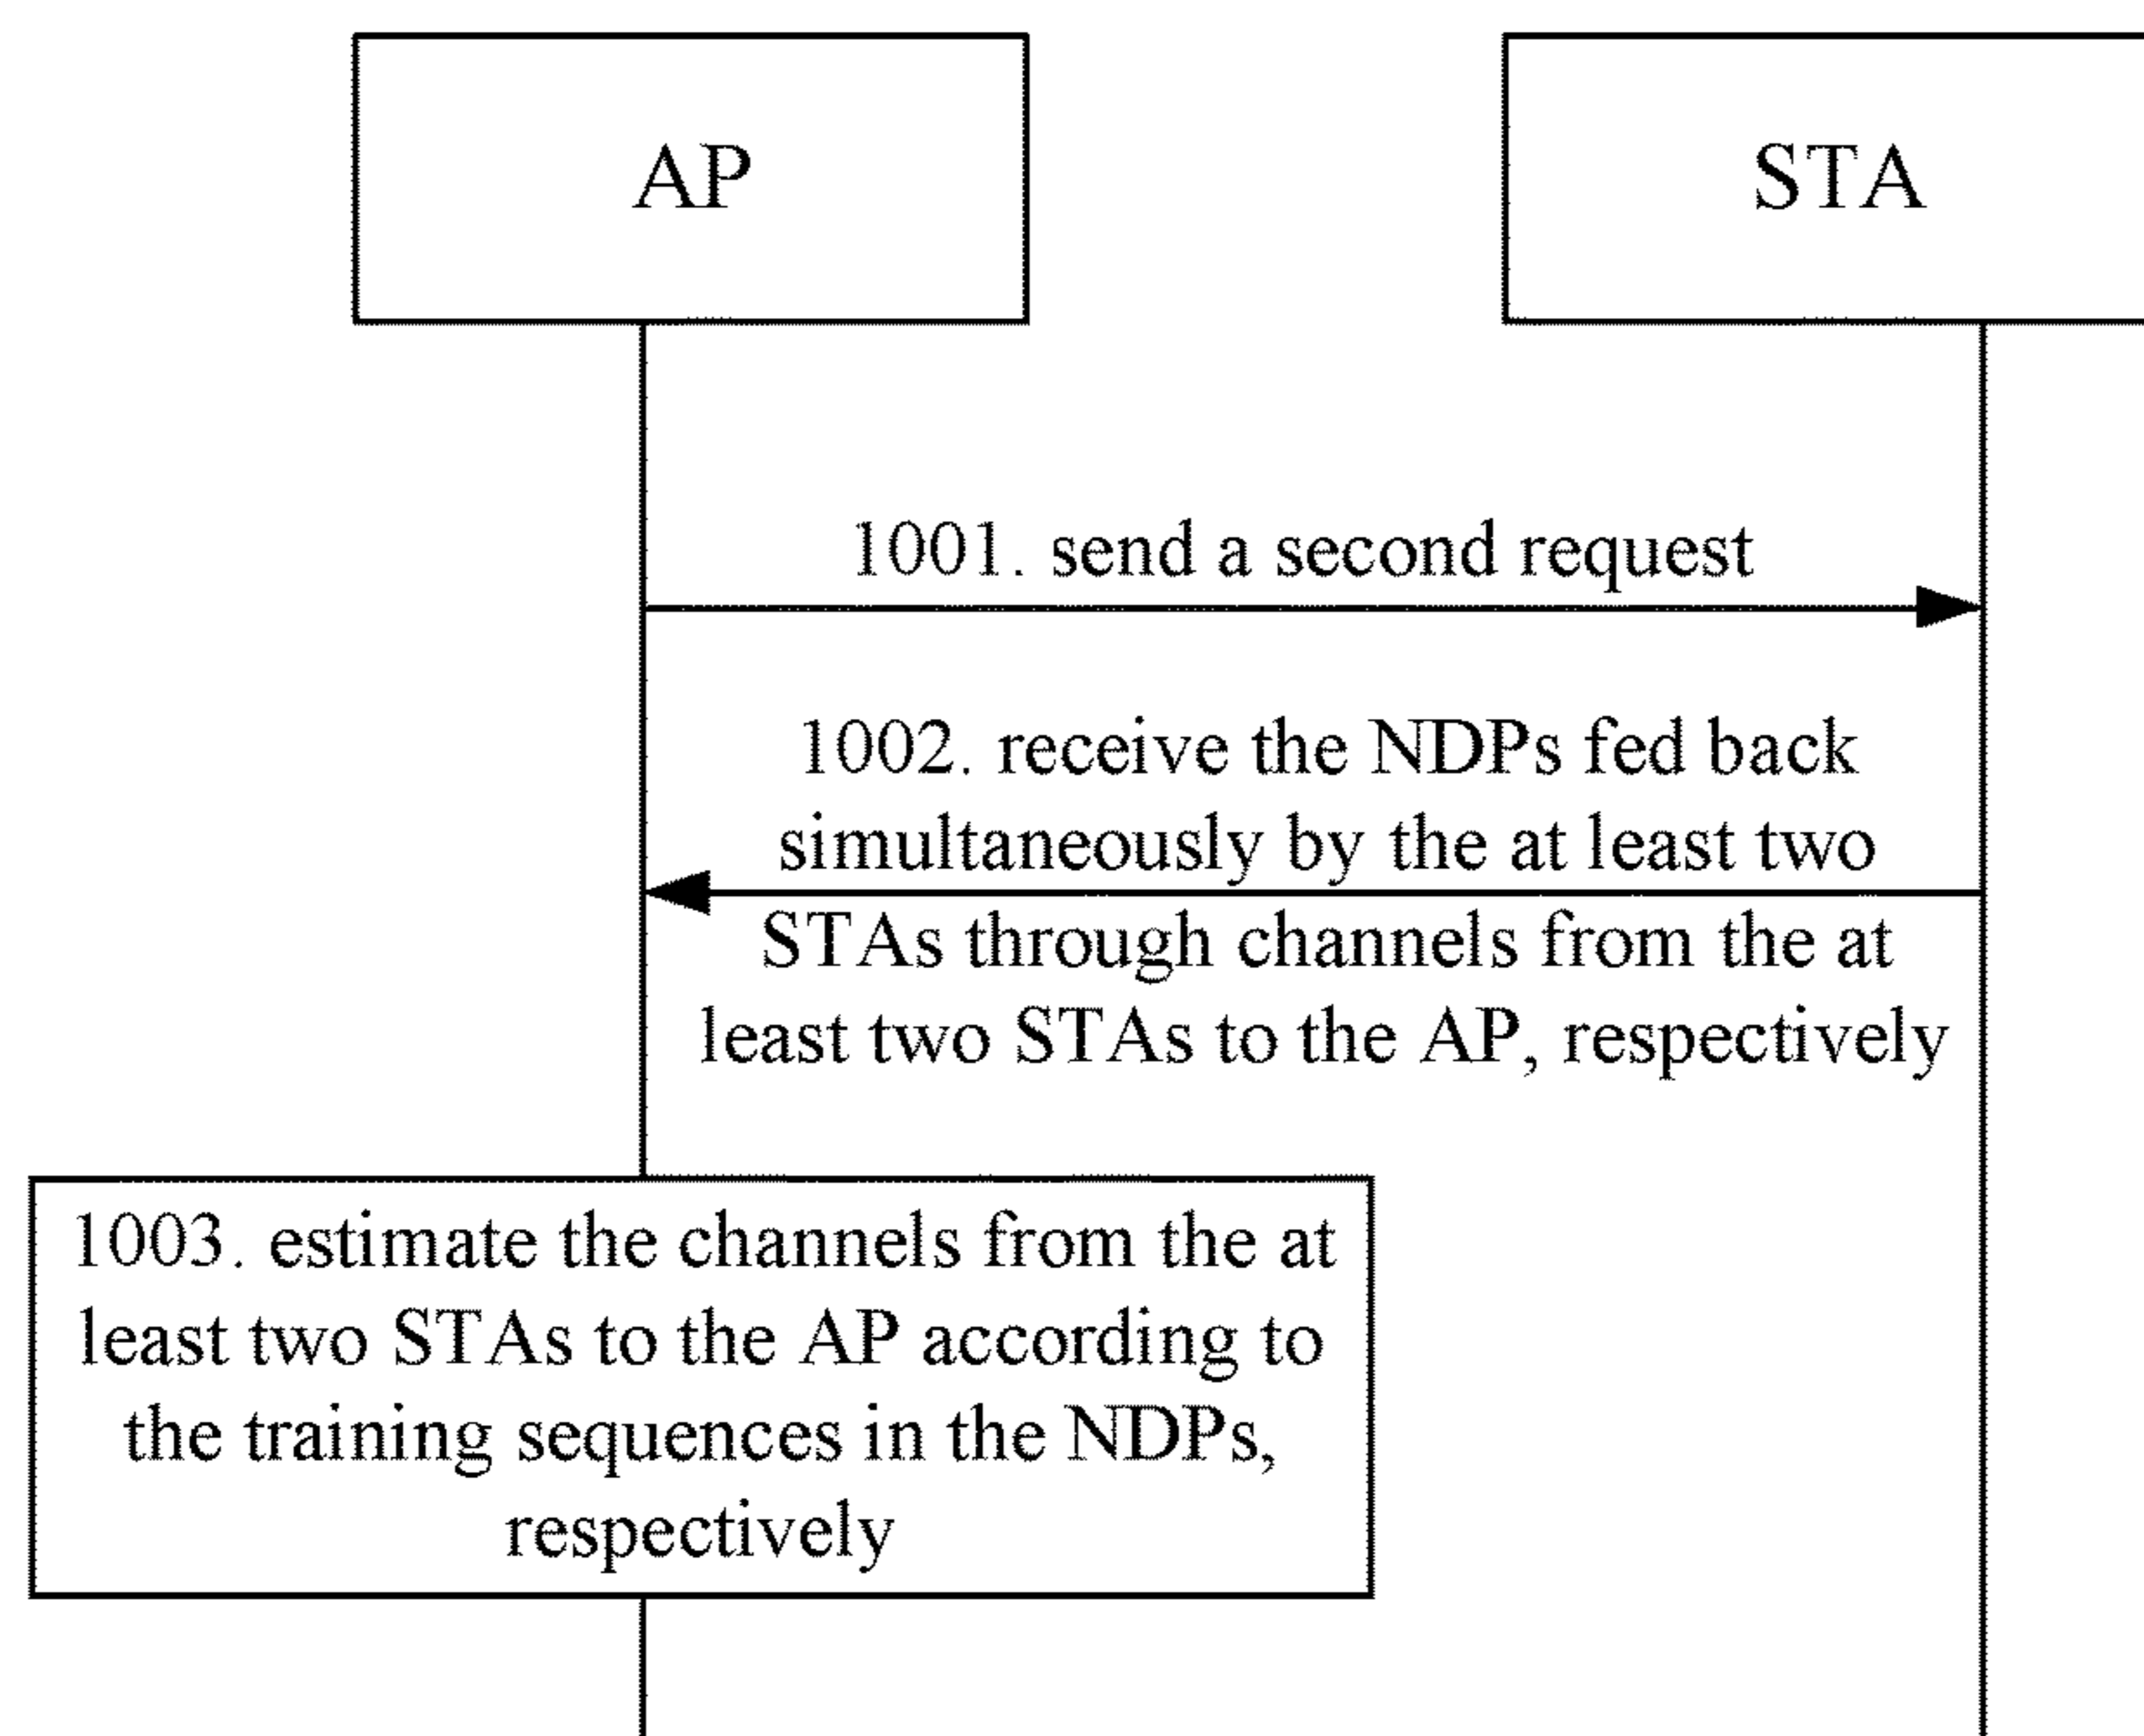 AP
STA
1001. send a second request
1002. receive the NDPs fed back
simultaneously by the at least two
STAs through channels from the at
least two STAs to the AP, respectively
1003. estimate the channels from the at
least two STAs to the AP according to
the training sequences in the NDPs,
respectively